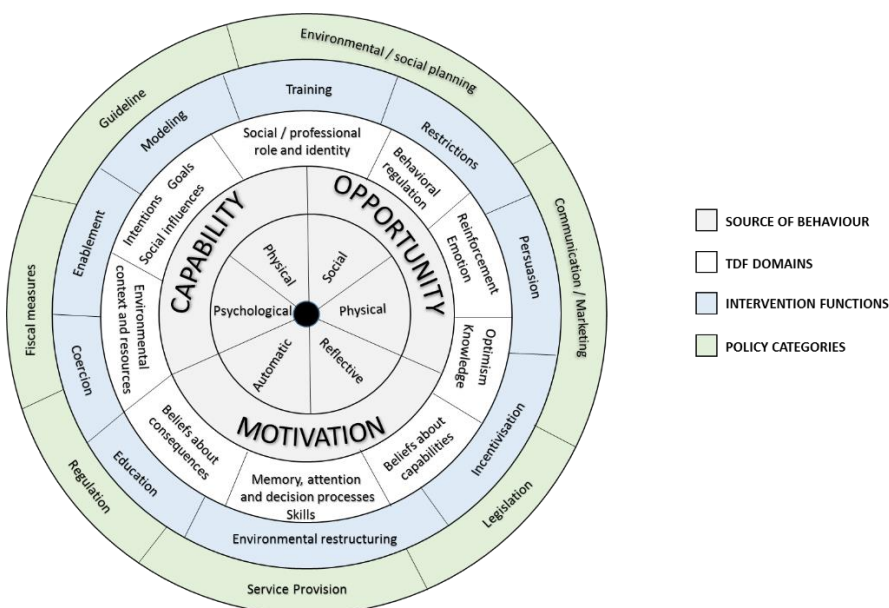 Environmental / social planning
Guideline
Fiscal measures
Regulation
Service Provision
Legislation
Communication / Marketing
Training
Restrictions
Persuasion
Incentivisation
Environmental restructuring
Education
Coercion
Enablement
Modeling
Social / professional
role and identity
Behavioral
regulation
Reinforcement
Emotion
Optimism
Knowledge
Beliefs about
capabilities
Memory, attention
and decision processes
Skills
Beliefs about
consequences
Environmental
context and resources
Intentions Goals
Social influences
CAPABILITY
OPPORTUNITY
MOTIVATION
Physical
Social
Psychological
Physical
Automatic
Reflective
SOURCE OF BEHAVIOUR
TDF DOMAINS
INTERVENTION FUNCTIONS
POLICY CATEGORIES